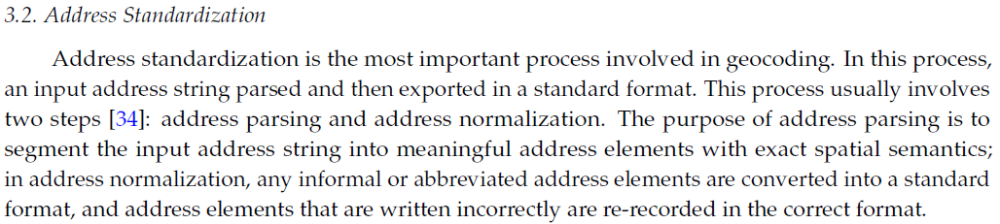 3.2. Address Standardization
Address standardization is the most important process involved in geocoding. In this process,
an input address string parsed and then exported in a standard format. This process usually involves
two steps [34]: address parsing and address normalization. The purpose of address parsing is to
segment the input address string into meaningful address elements with exact spatial semantics;
in address normalization, any informal or abbreviated address elements are converted into a standard
format, and address elements that are written incorrectly are re-recorded in the correct format.